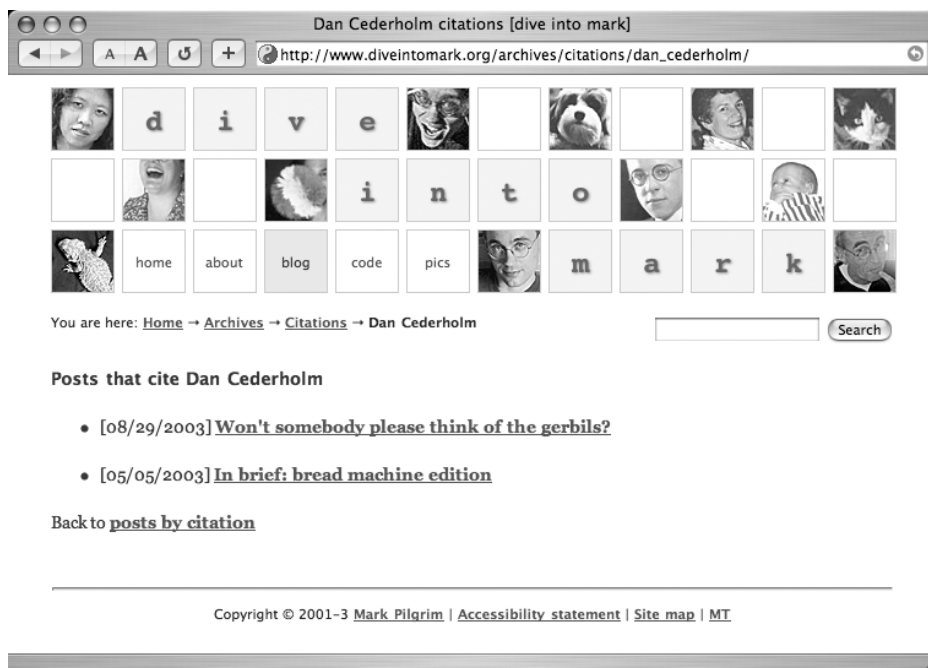 Dan Cederholm citations [dive into mark]
A A + http://www.diveintomark.org/archives/citations/dan_cederholm/
d i v e
i n t o
home about blog code pics m a r k
You are here: Home → Archives → Citations → Dan Cederholm Search
Posts that cite Dan Cederholm
• [08/29/2003] Won't somebody please think of the gerbils?
• [05/05/2003] In brief: bread machine edition
Back to posts by citation
Copyright © 2001–3 Mark Pilgrim | Accessibility statement | Site map | MT